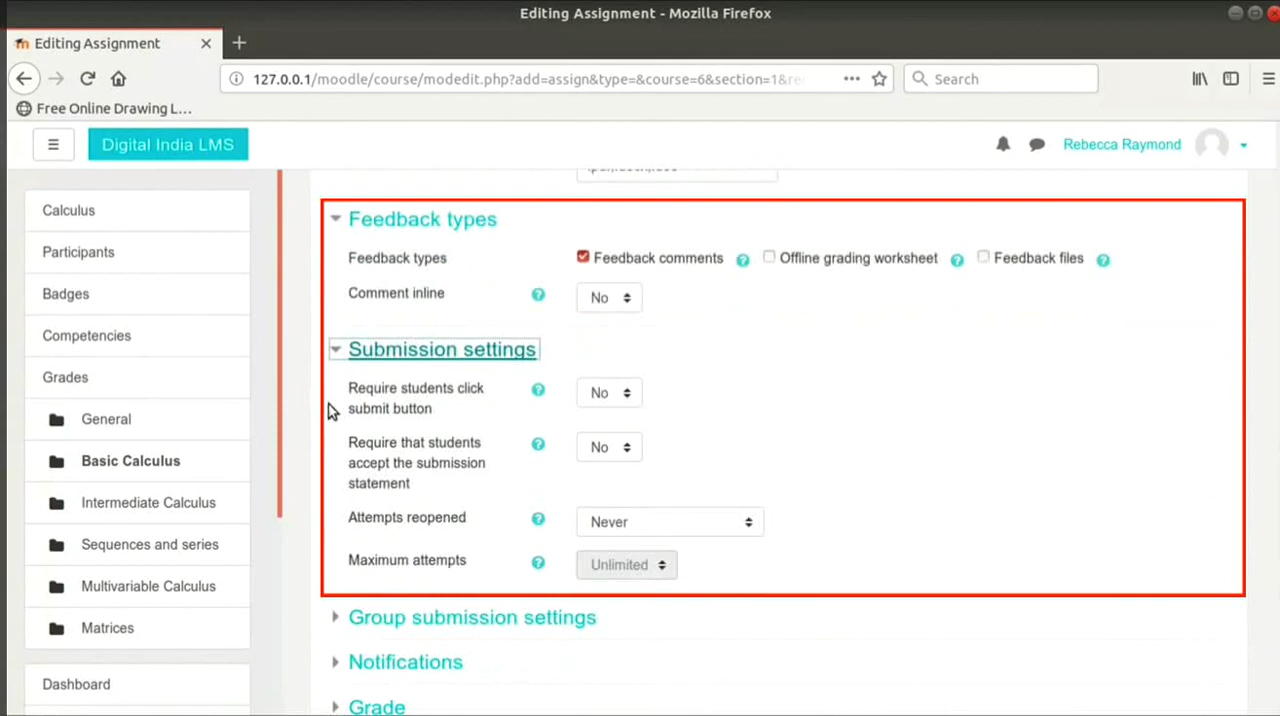 Editing Assignment - Mozilla Firefox
Editing Assignment
127.0.0.1/moodle/course/modedit.php?add=assign&type=&course=6&section=1&re
Search
Free Online Drawing L...
Digital India LMS
Rebecca Raymond
Calculus
Participants
Badges
Competencies
Grades
General
Basic Calculus
Intermediate Calculus
Sequences and series
Multivariable Calculus
Matrices
Dashboard
Feedback types
Feedback types Feedback comments Offline grading worksheet Feedback files
Comment inline No
Submission settings
Require students click
submit button
No
Require that students
accept the submission
statement
No
Attempts reopened Never
Maximum attempts Unlimited
Group submission settings
Notifications
Grade